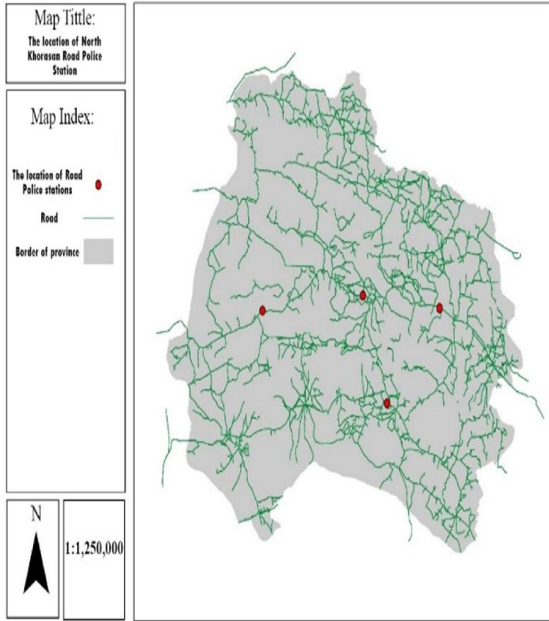 Map Tittle:
The location of North
Khorasan Road Police
Station
Map Index:
The location of Road
Police stations
Road
Border of province
N
1:1,250,000